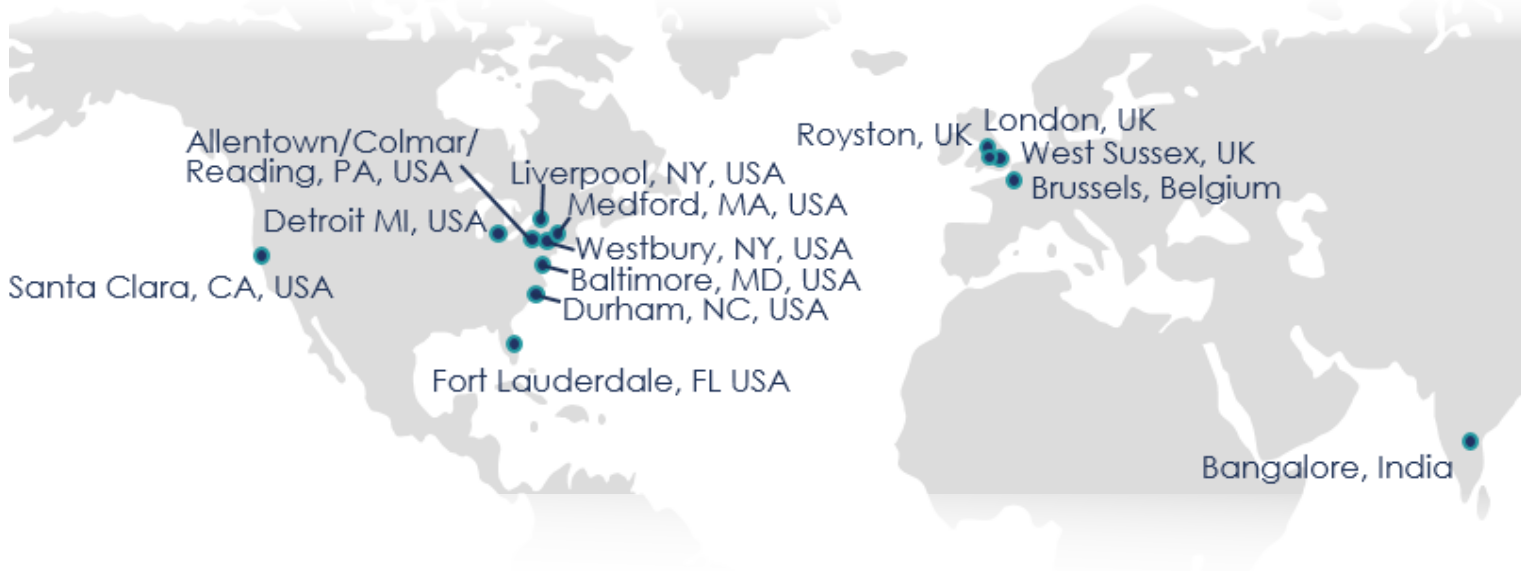 Allentown/Colmar/
Reading, PA, USA
Liverpool, NY, USA
Medford, MA, USA
Detroit MI, USA
Westbury, NY, USA
Baltimore, MD, USA
Santa Clara, CA, USA
Durham, NC, USA
Fort Lauderdale, FL USA
London, UK
Royston, UK
West Sussex, UK
Brussels, Belgium
Bangalore, India